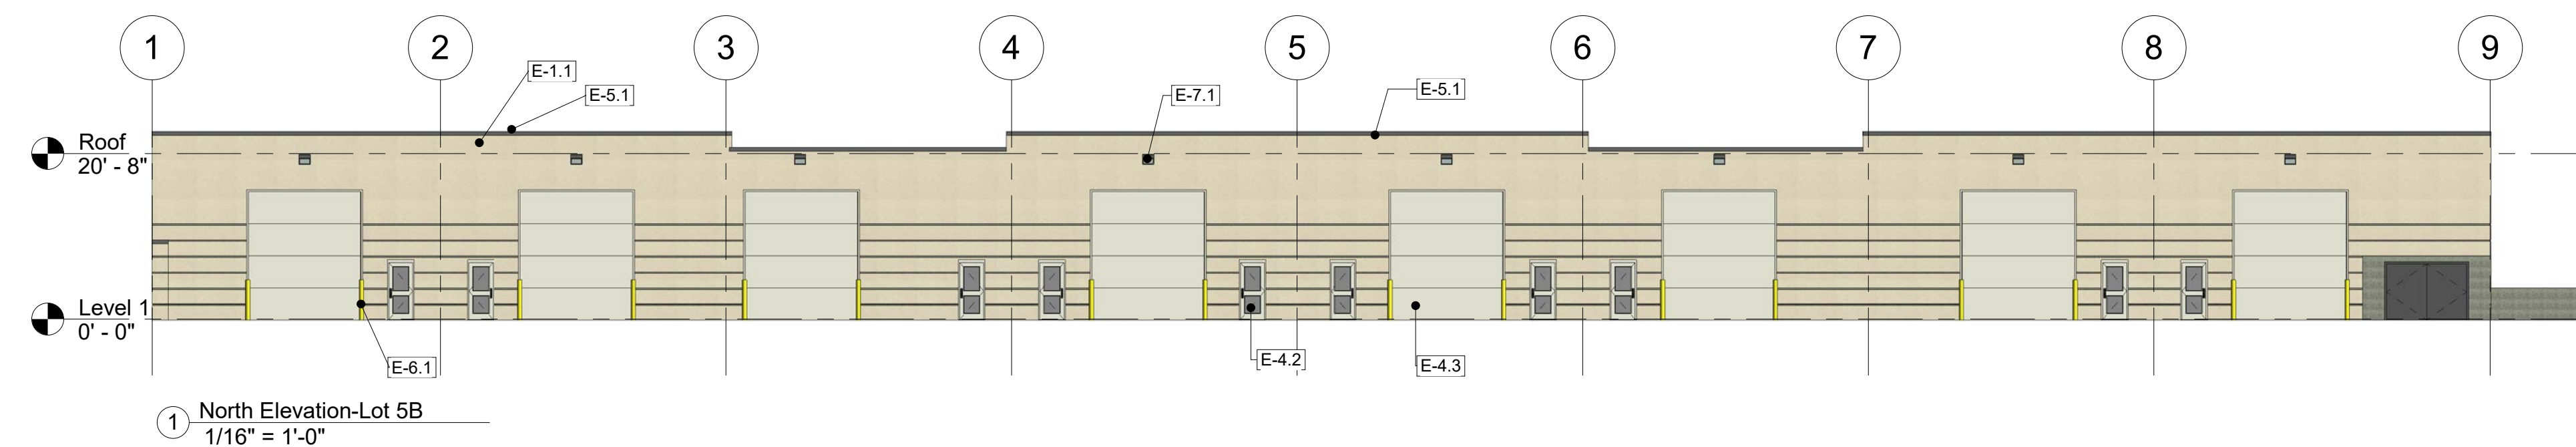 1 2 3 4 5 6 7 8 9
E-1.1
E-5.1
E-7.1
E-5.1
Roof
20' - 8"
Level 1
0' - 0"
E-6.1
E-4.2
E-4.3
1 North Elevation-Lot 5B
1/16" = 1'-0"